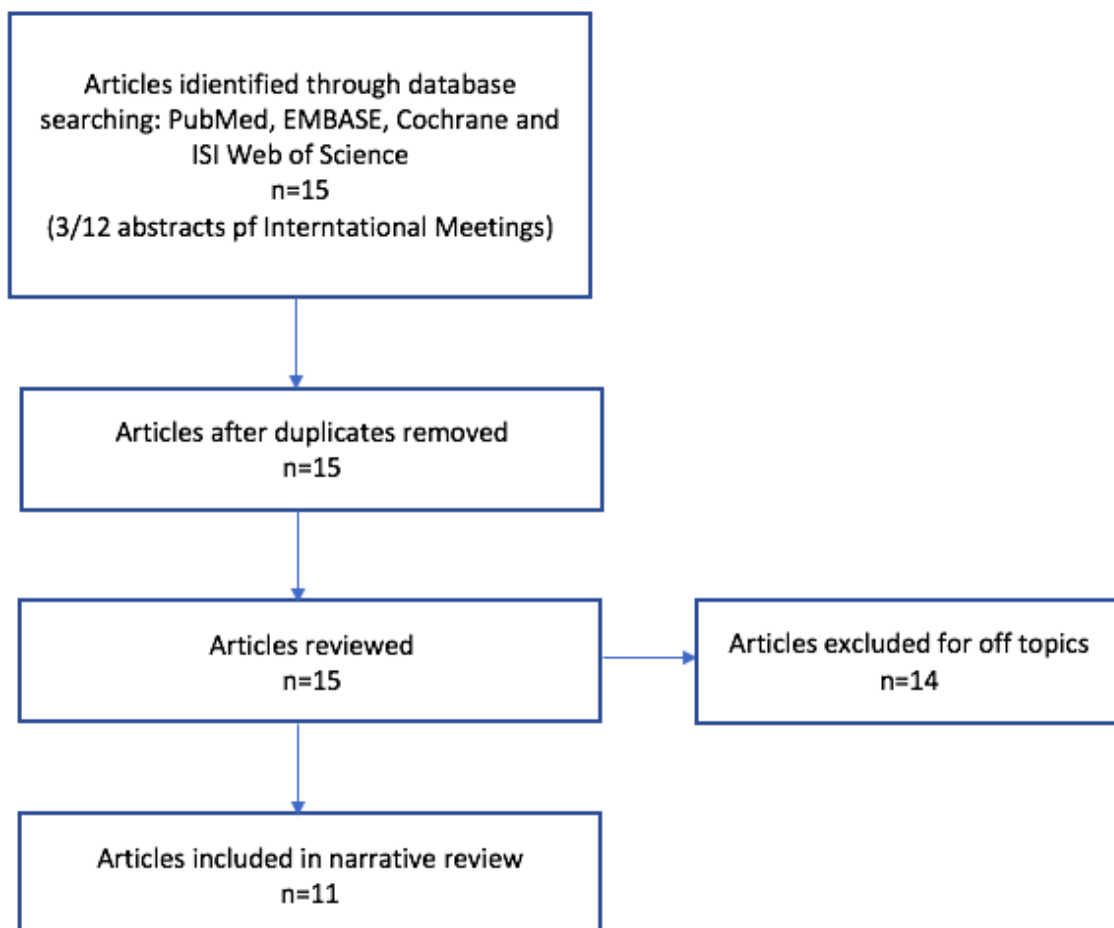 Articles idientified through database
searching: PubMed, EMBASE, Cochrane and
ISI Web of Science
n=15
(3/12 abstracts pf Interntational Meetings)
Articles after duplicates removed
n=15
Articles reviewed
n=15
Articles excluded for off topics
n=14
Articles included in narrative review
n=11